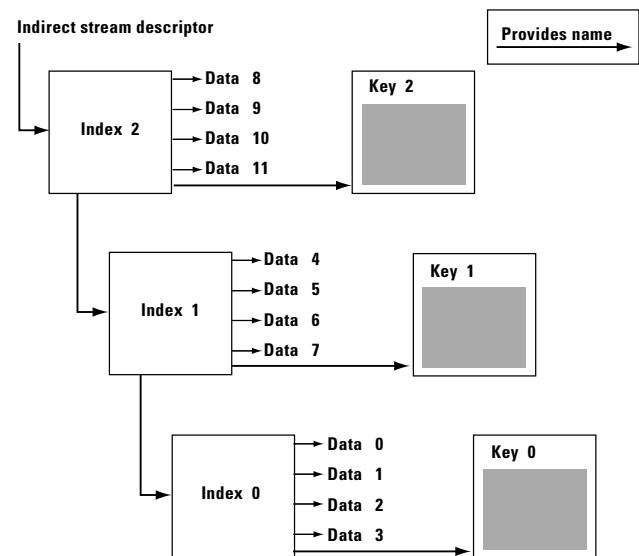 Indirect stream descriptor
Provides name
Index 2
Data 8
Data 9
Data 10
Data 11
Key 2
Index 1
Data 4
Data 5
Data 6
Data 7
Key 1
Index 0
Data 0
Data 1
Data 2
Data 3
Key 0